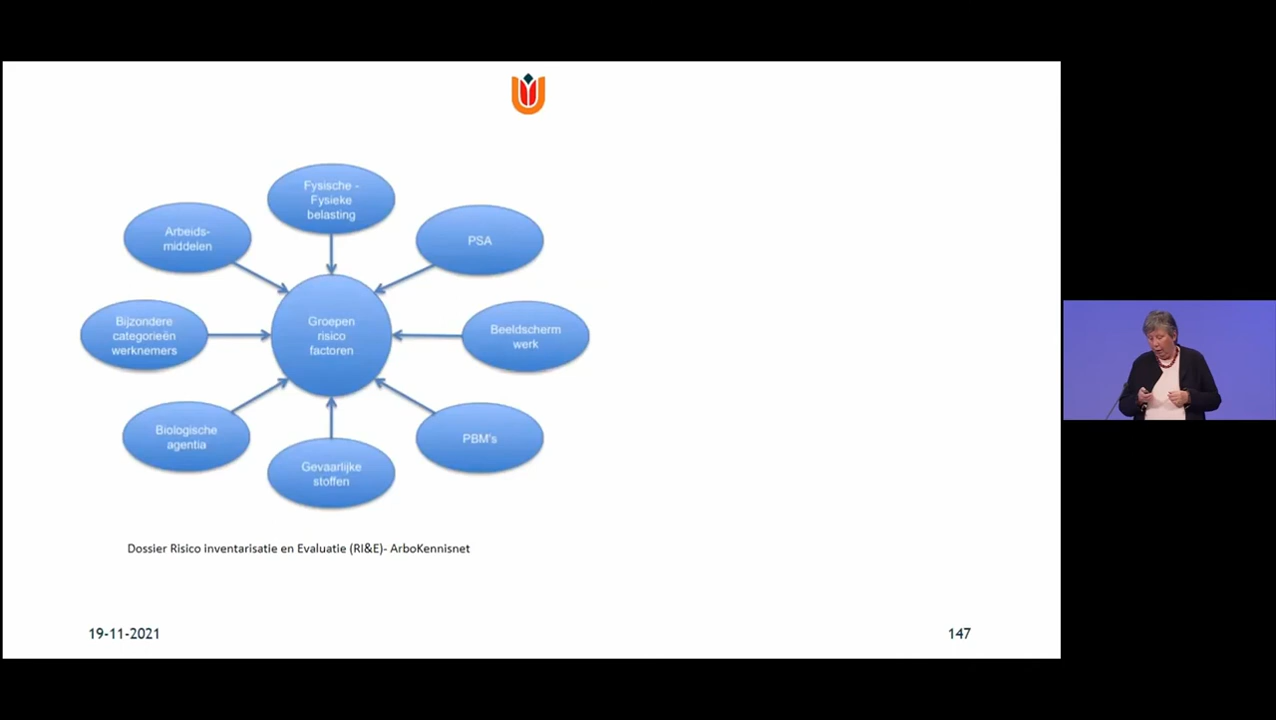 Fysische -
Fysieke
belasting
Arbeids-
middelen
PSA
Bijzondere
categorieën
werknemers
Groepen
risico
factoren
Beeldscherm
werk
Biologische
agentia
PBM's
Gevaarlijke
stoffen
Dossier Risico inventarisatie en Evaluatie (RI&E)- ArboKennisnet
19-11-2021
147